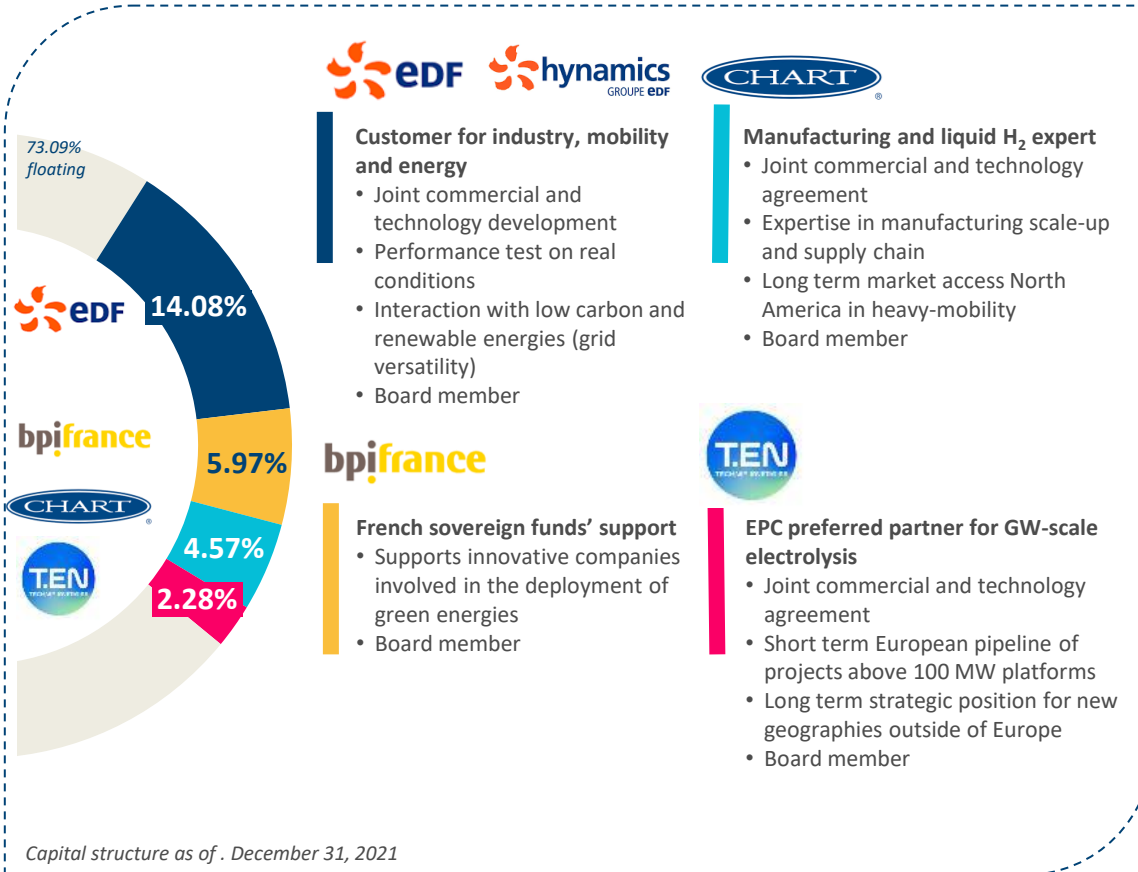 73.09%
floating
eDF
14.08%
bpifrance
5.97%
CHART
®
4.57%
T.EN
2.28%
eDF
hynamics
GROUPE eDF
Customer for industry, mobility
and energy
• Joint commercial and
technology development
• Performance test on real
conditions
• Interaction with low carbon and
renewable energies (grid
versatility)
• Board member
CHART
®
Manufacturing and liquid H₂ expert
• Joint commercial and technology
agreement
• Expertise in manufacturing scale-up
and supply chain
• Long term market access North
America in heavy-mobility
• Board member
bpifrance
French sovereign funds’ support
• Supports innovative companies
involved in the deployment of
green energies
• Board member
T.EN
EPC preferred partner for GW-scale
electrolysis
• Joint commercial and technology
agreement
• Short term European pipeline of
projects above 100 MW platforms
• Long term strategic position for new
geographies outside of Europe
• Board member
Capital structure as of . December 31, 2021